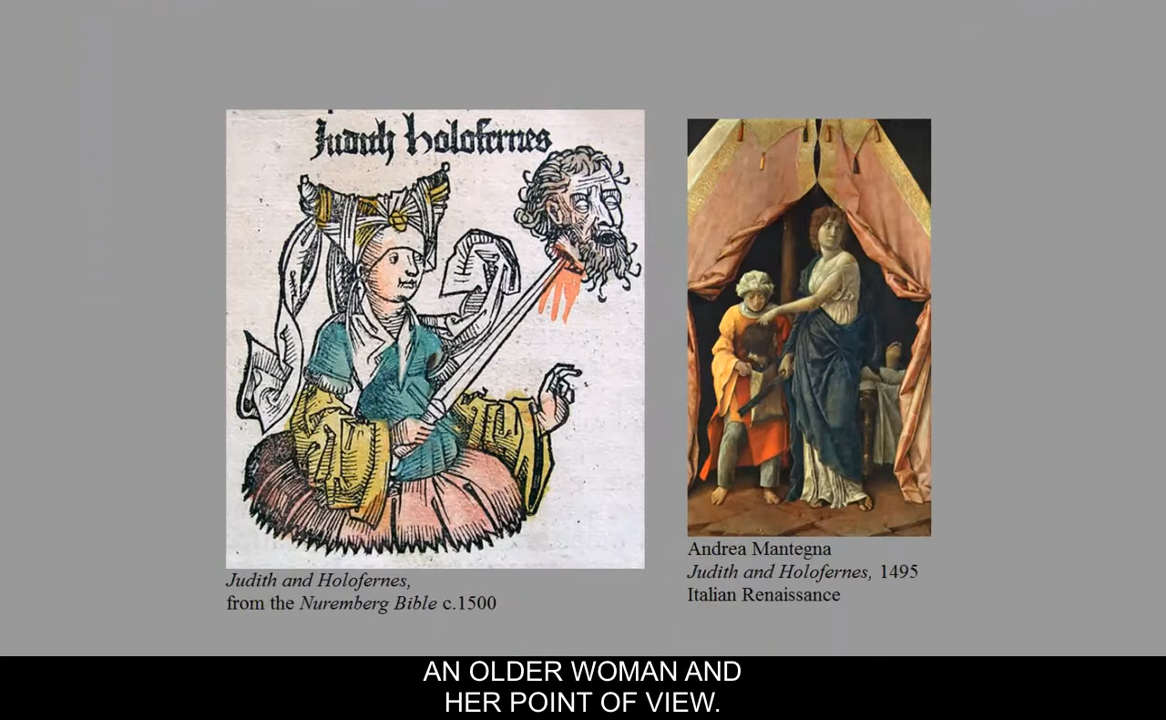 Judith Holofernes
Judith and Holofernes,
from the Nuremberg Bible c.1500
Andrea Mantegna
Judith and Holofernes, 1495
Italian Renaissance
AN OLDER WOMAN AND
HER POINT OF VIEW.